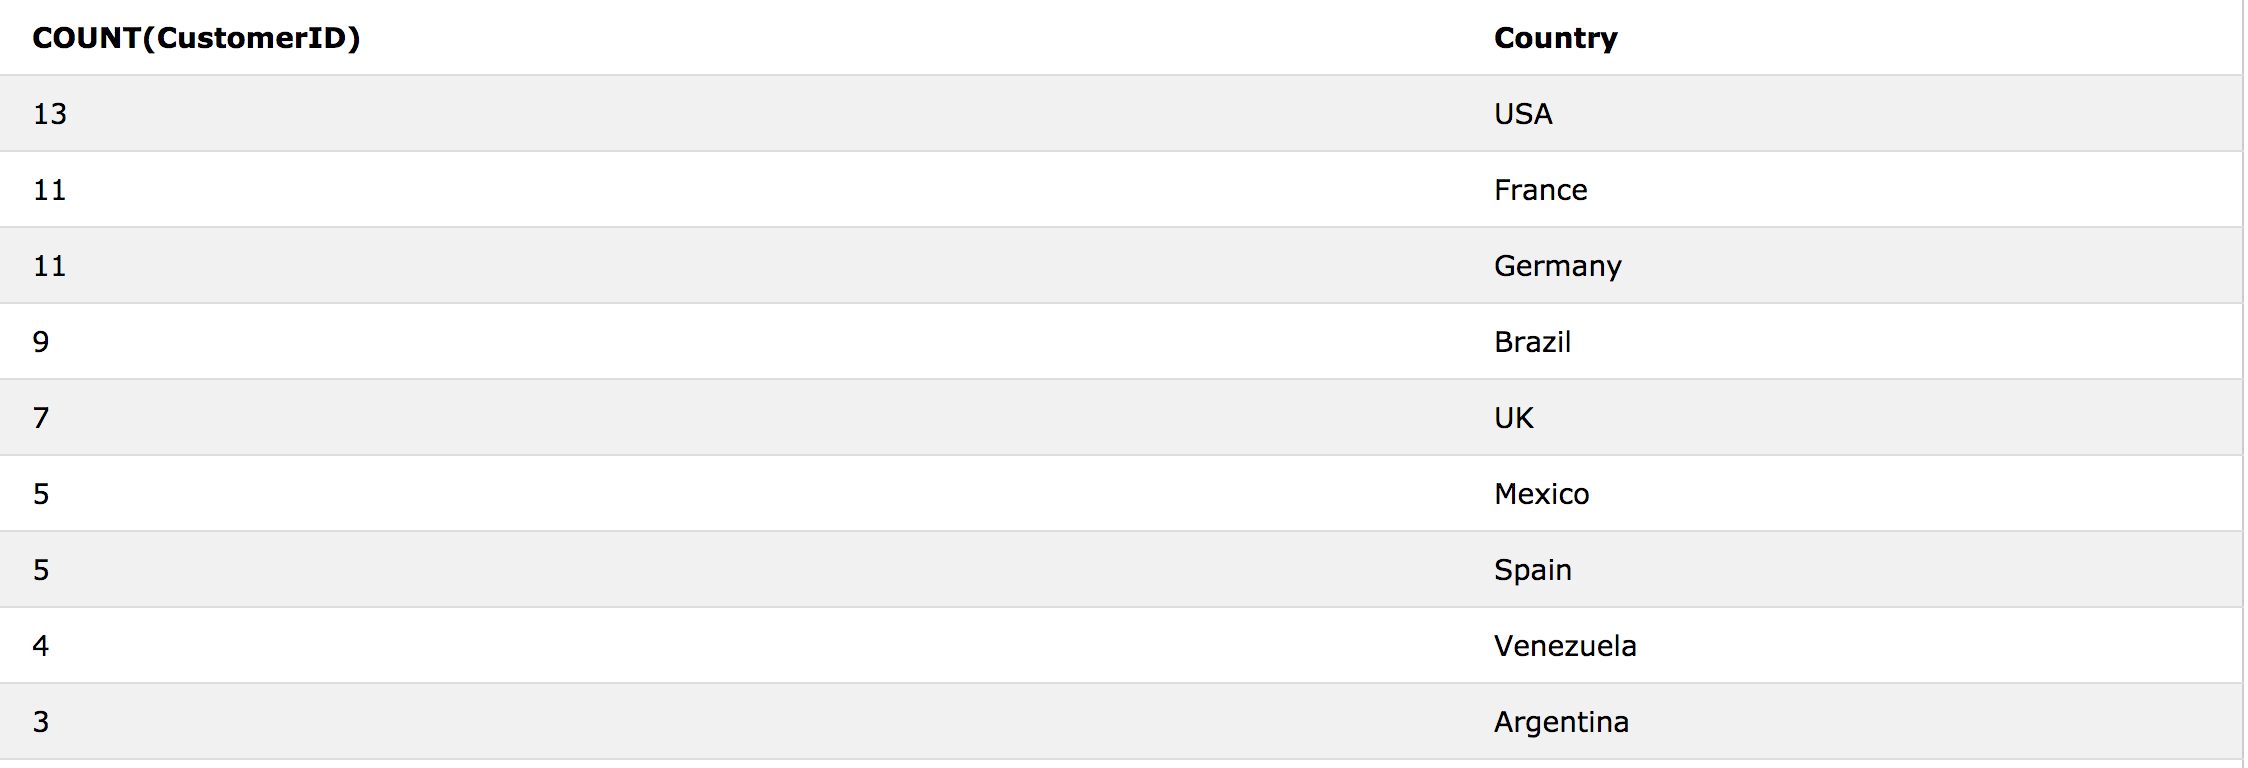 COUNT(CustomerID) Country
13 USA
11 France
11 Germany
9 Brazil
7 UK
5 Mexico
5 Spain
4 Venezuela
3 Argentina